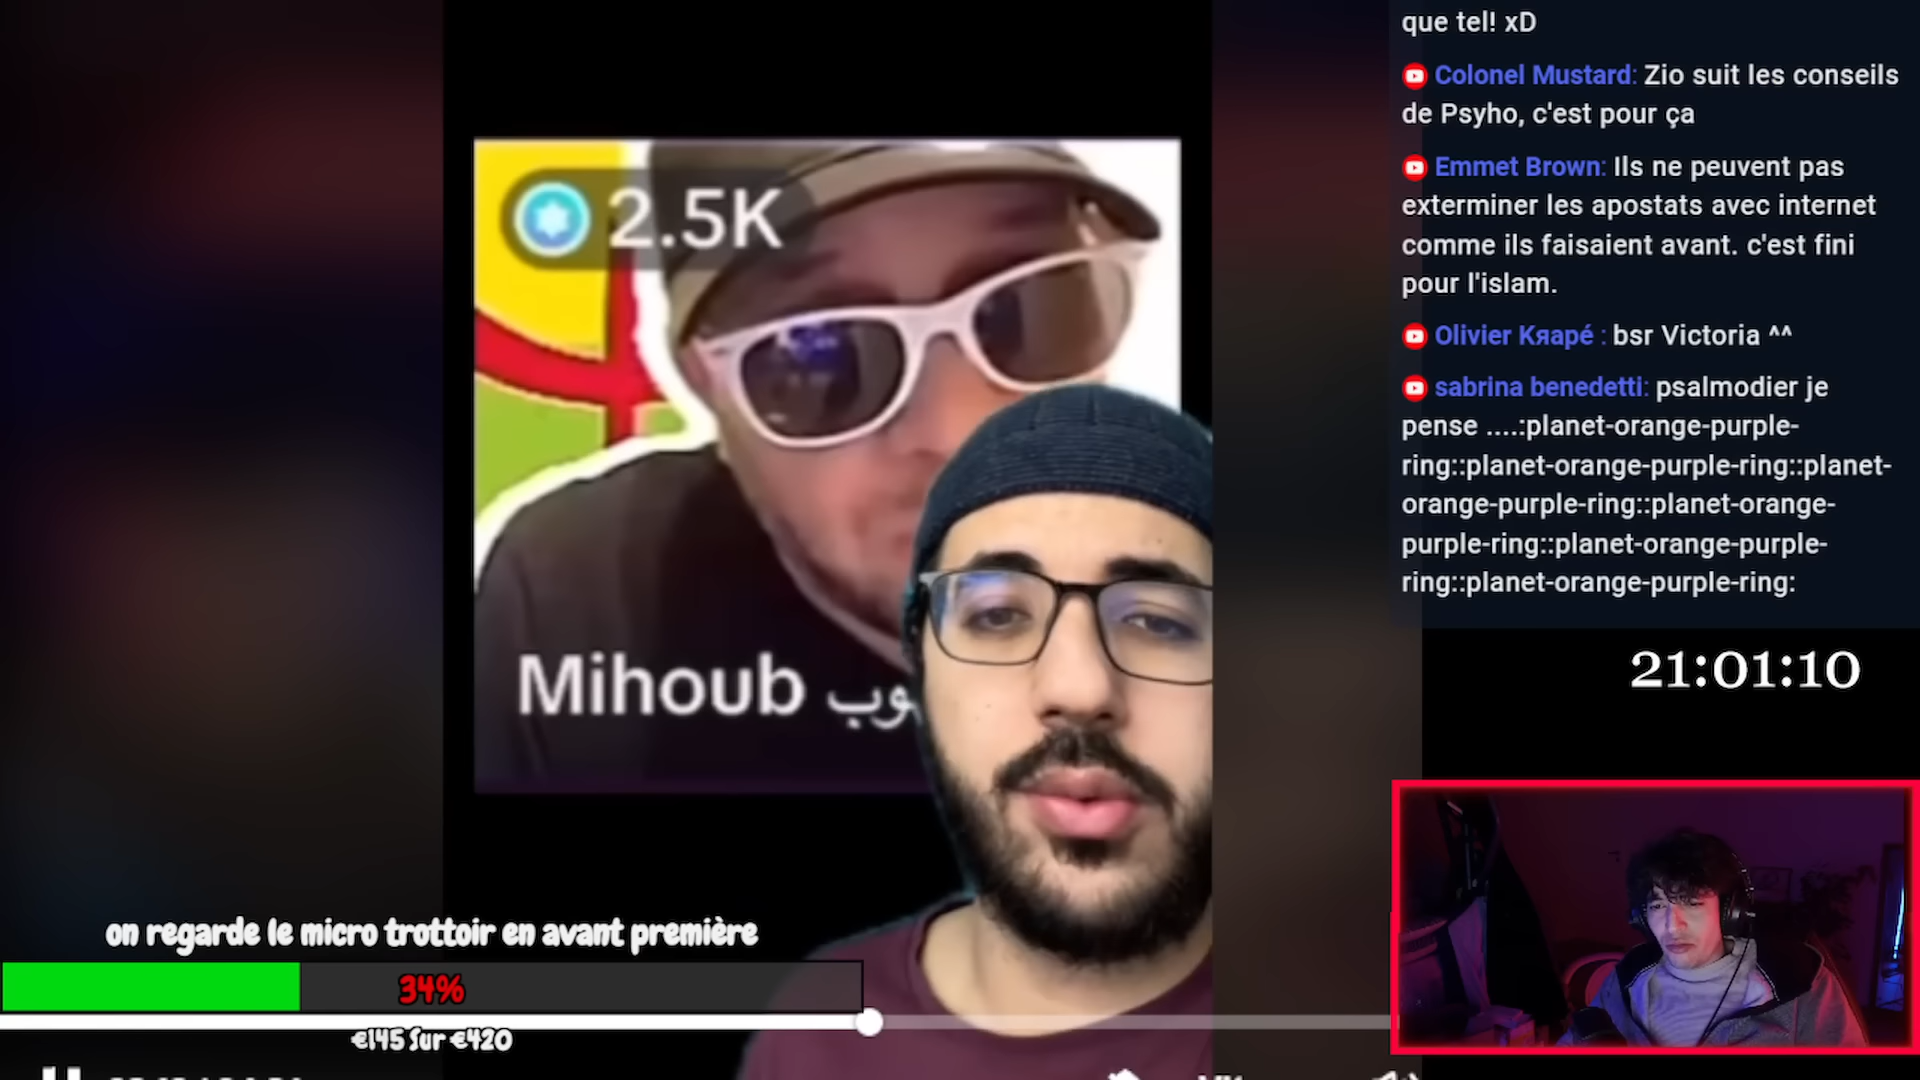 que tel! xD
Colonel Mustard: Zio suit les conseils
de Psyho, c'est pour ça
Emmet Brown: Ils ne peuvent pas
exterminer les apostats avec internet
comme ils faisaient avant. c'est fini
pour l'islam.
Olivier Kяapé : bsr Victoria ^^
sabrina benedetti: psalmodier je
pense ....:planet-orange-purple-
ring::planet-orange-purple-ring::planet-
orange-purple-ring::planet-orange-
purple-ring::planet-orange-purple-
ring::planet-orange-purple-ring:
2.5K
Mihoub
21:01:10
on regarde le micro trottoir en avant première
34%
€145 sur €420